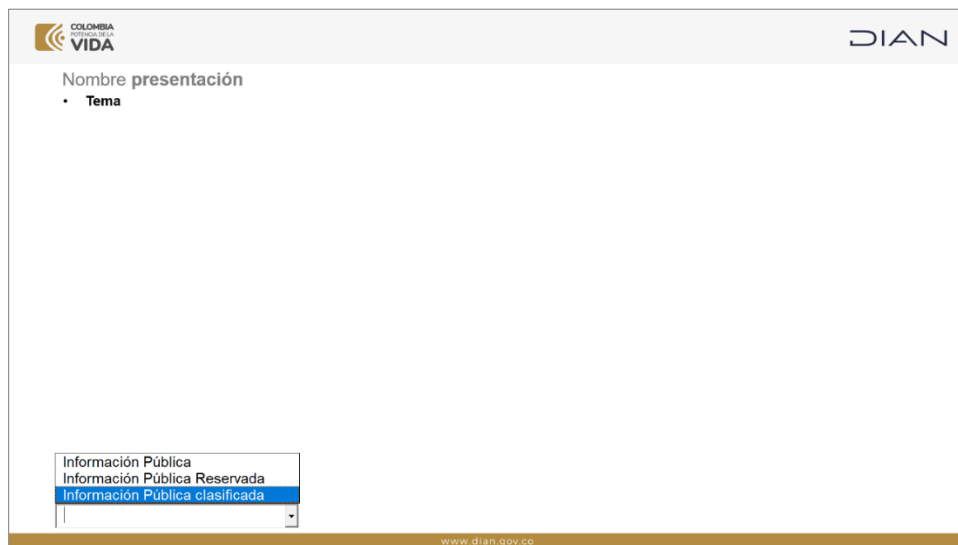 COLOMBIA
POTENCIA DE LA
VIDA
DIAN
Nombre presentación
• Tema
Información Pública
Información Pública Reservada
Información Pública clasificada
www.dian.gov.co